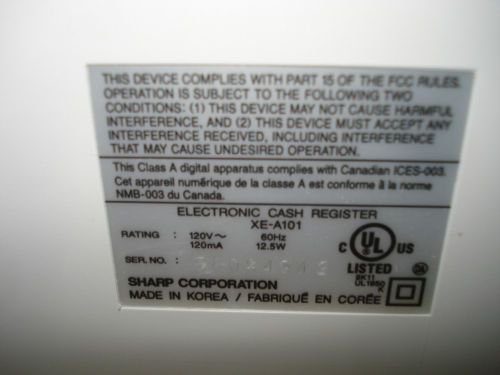 THIS DEVICE COMPLIES WITH PART 15 OF THE FCC RULES.
OPERATION IS SUBJECT TO THE FOLLOWING TWO
CONDITIONS: (1) THIS DEVICE MAY NOT CAUSE HARMFUL
INTERFERENCE, AND (2) THIS DEVICE MUST ACCEPT ANY
INTERFERENCE RECEIVED, INCLUDING INTERFERENCE
THAT MAY CAUSE UNDESIRED OPERATION.
This Class A digital apparatus complies with Canadian ICES-003.
Cet appareil numérique de la classe A est conforme à la norme
NMB-003 du Canada.
ELECTRONIC CASH REGISTER
XE-A101
RATING : 120V~ 60Hz
120mA 12.5W
SER. NO. :
C UL US
LISTED
9K11
UL1950
SHARP CORPORATION
MADE IN KOREA / FABRIQUÉ EN CORÉE